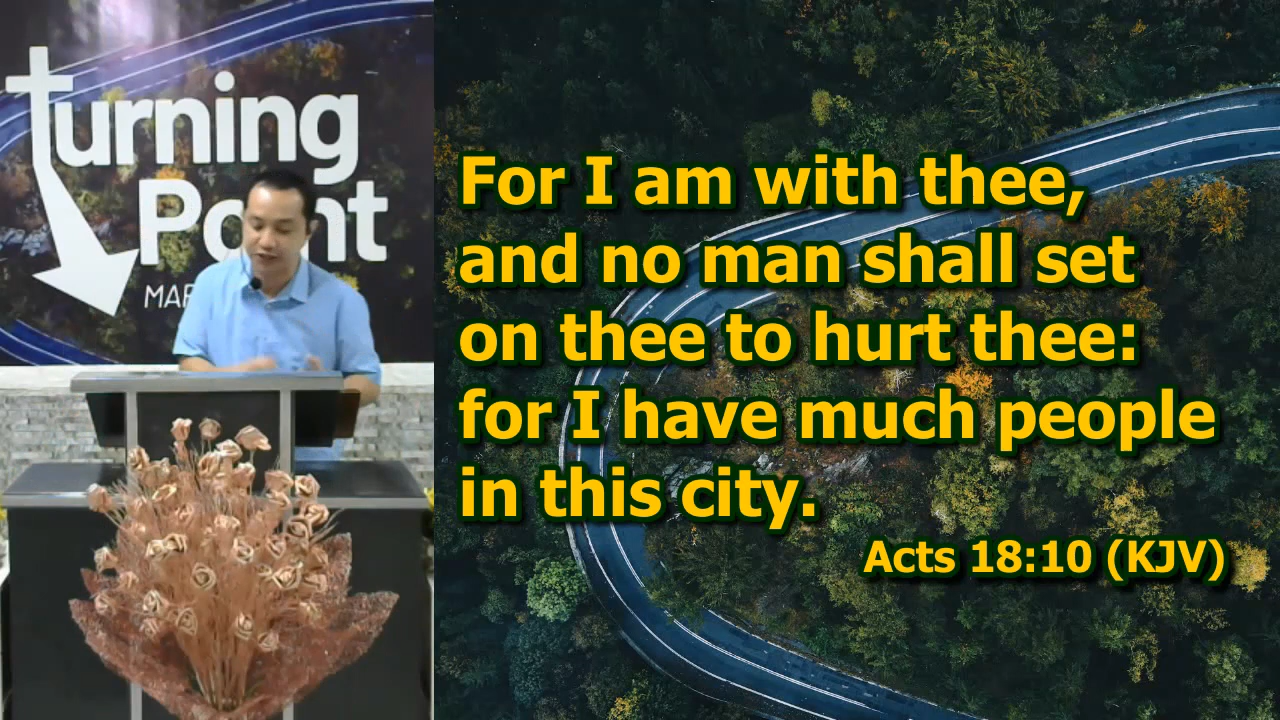 turning
Point
For I am with thee,
and no man shall set
on thee to hurt thee:
for I have much people
in this city.
Acts 18:10 (KJV)